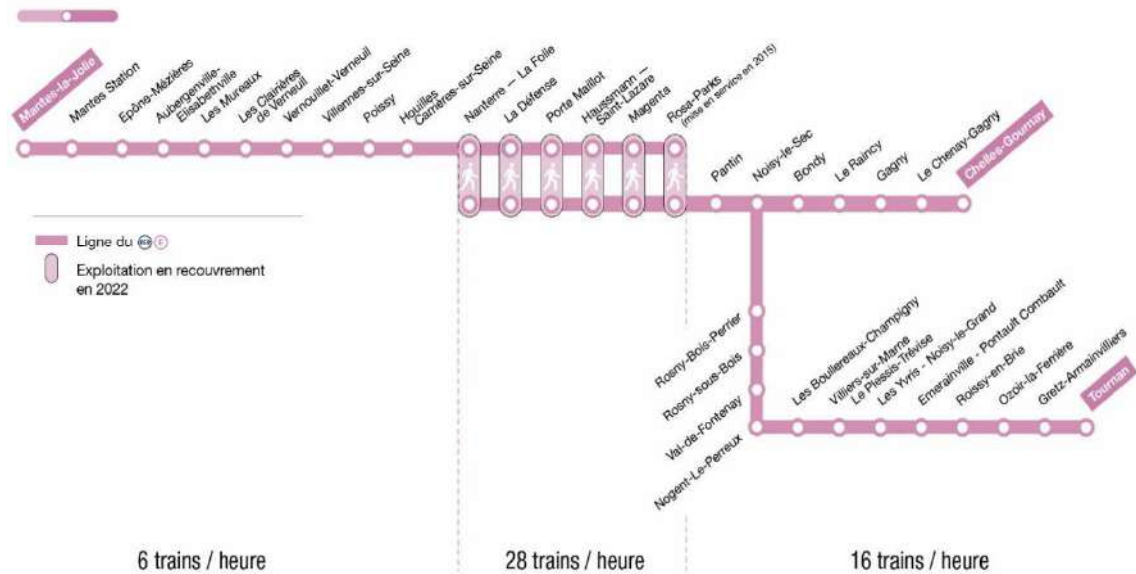 Mantes-la-Jolie
Mantes Station
Epône-Mézières
Aubergenville-
Elisabethville
Les Mureaux
Les Clairières
de Verneuil
Vernouillet-Verneuil
Villennes-sur-Seine
Poissy
Houilles
Carrières-sur-Seine
Nanterre – La Folie
La Défense
Porte Maillot
Haussmann –
Saint-Lazare
Magenta
Rosa-Parks
(mise en service en 2015)
Pantin
Noisy-le-Sec
Bondy
Le Raincy
Gagny
Le Chenay-Gagny
Chelles-Gournay
Ligne du RER E
Exploitation en recouvrement
en 2022
Rosny-Bois-Perrier
Rosny-sous-Bois
Val-de-Fontenay
Nogent-Le-Perreux
Les Boullereaux-Champigny
Villiers-sur-Marne
Le Plessis-Trévise
Les Yvris - Noisy-le-Grand
Emerainville - Pontault Combault
Roissy-en-Brie
Ozoir-la-Ferrière
Gretz-Armainvilliers
Tournan
6 trains / heure
28 trains / heure
16 trains / heure